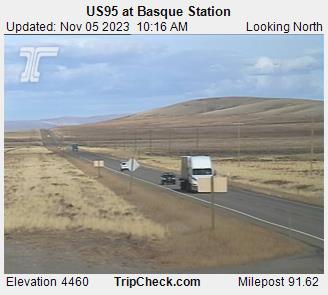 US95 at Basque Station
Updated: Nov 05 2023 10:16 AM Looking North
Elevation 4460 TripCheck.com Milepost 91.62